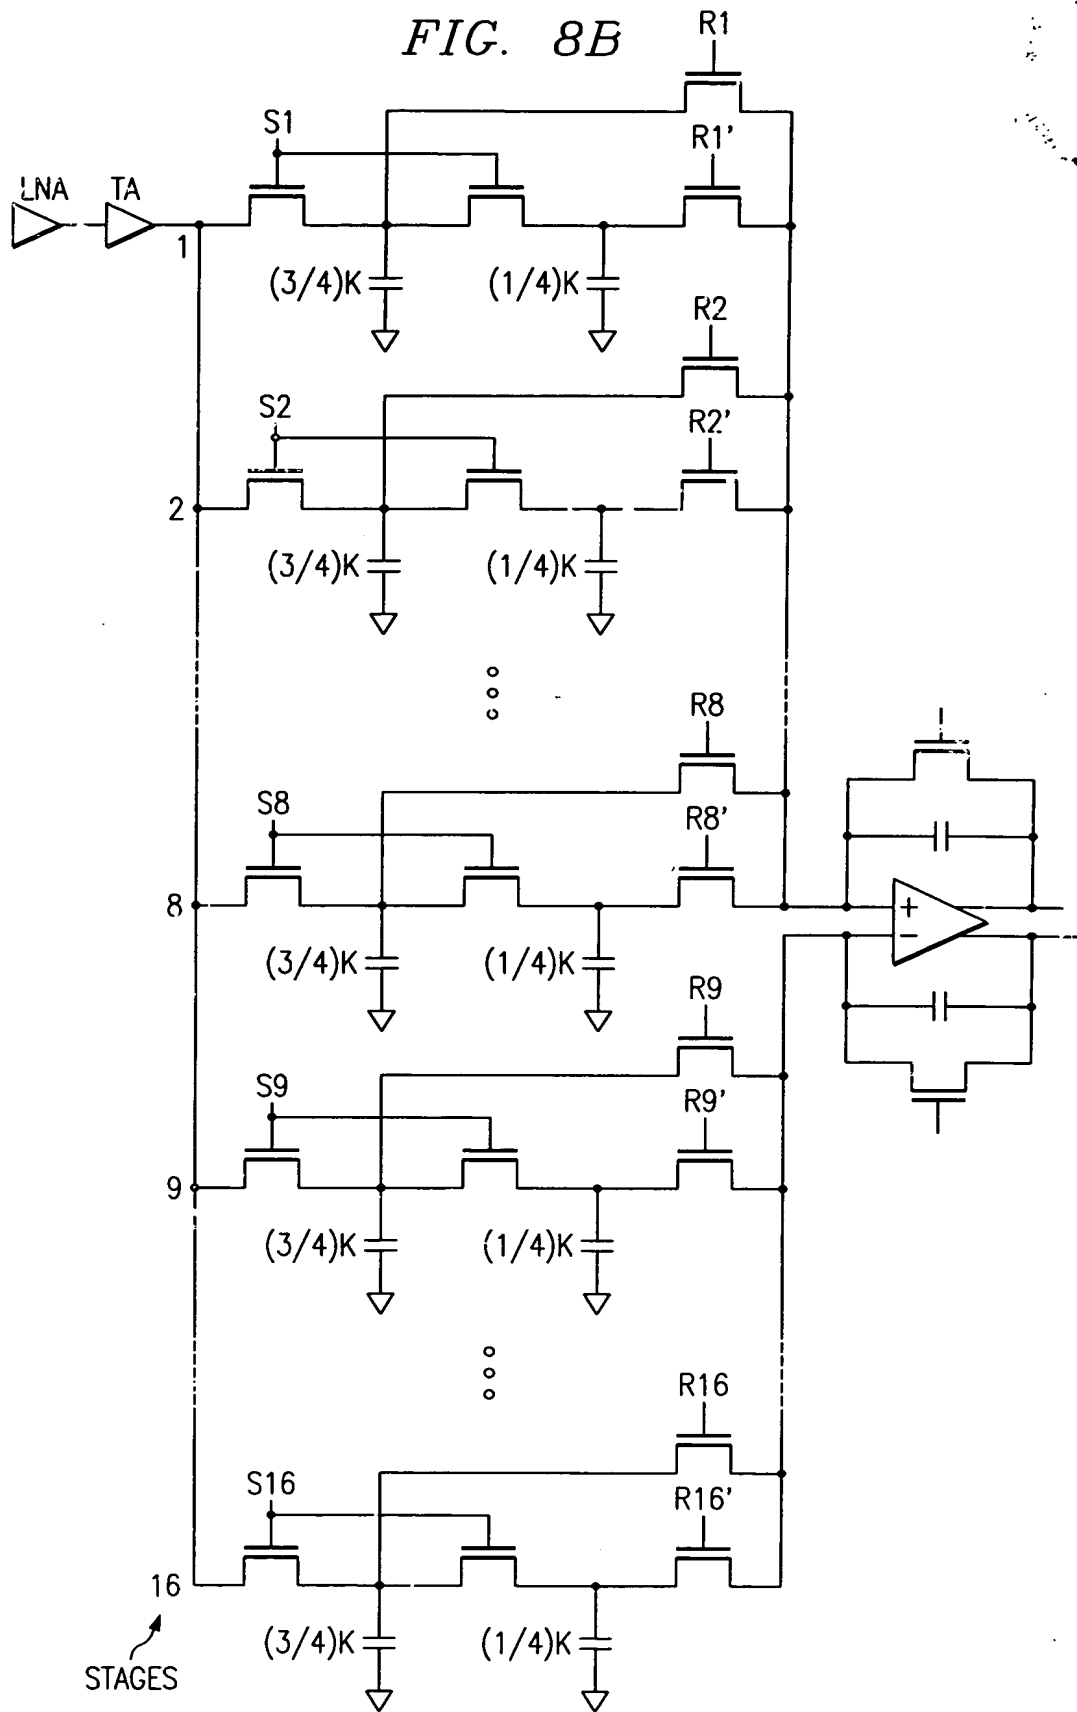 FIG. 8B
R1
S1
R1'
LNA
TA
1
(3/4)K
(1/4)K
R2
S2
R2'
2
(3/4)K
(1/4)K
R8
S8
R8'
8
+
−
(3/4)K
(1/4)K
R9
S9
R9'
9
(3/4)K
(1/4)K
R16
S16
R16'
16
(3/4)K
(1/4)K
STAGES